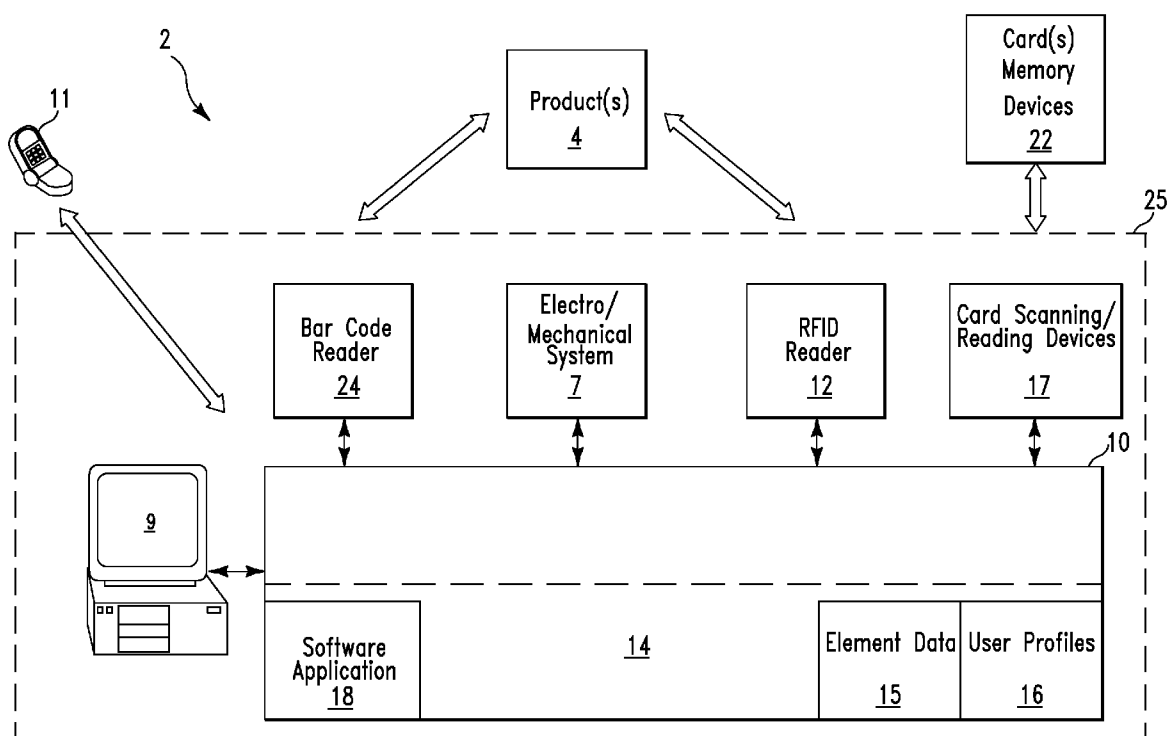 2
11
Product(s)
4
Card(s)
Memory
Devices
22
25
Bar Code
Reader
24
Electro/
Mechanical
System
7
RFID
Reader
12
Card Scanning/
Reading Devices
17
10
9
Software
Application
18
14
Element Data
15
User Profiles
16